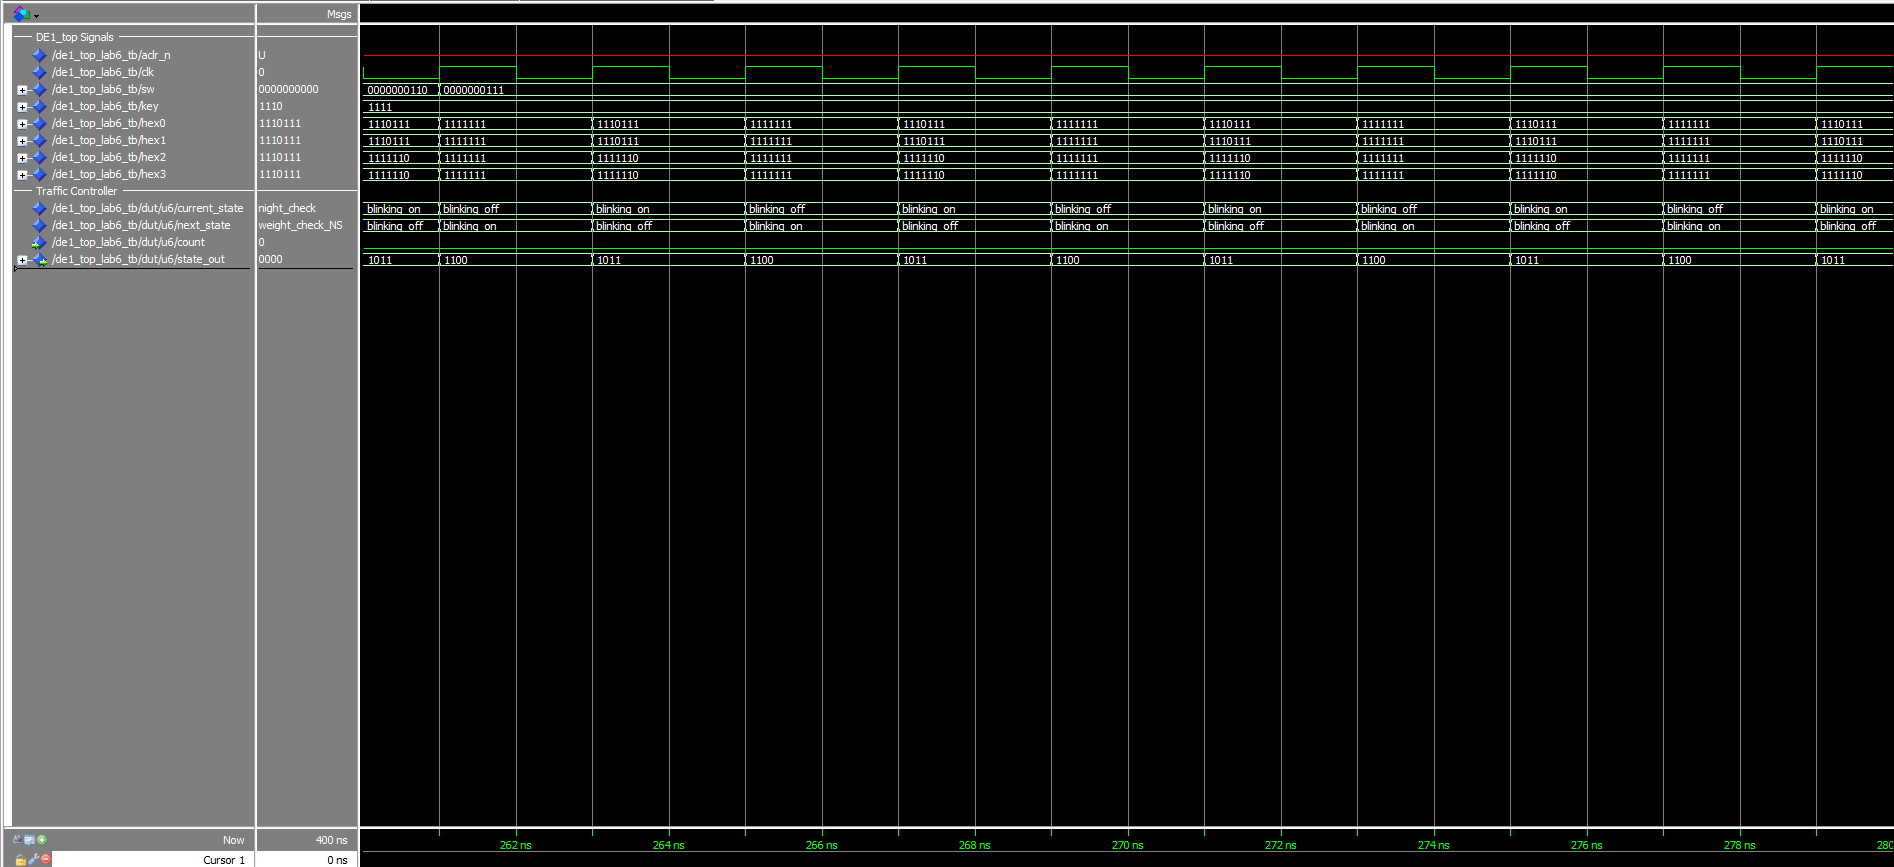 Msgs
DE1_top Signals
/de1_top_lab6_tb/aclr_n U
/de1_top_lab6_tb/clk 0
/de1_top_lab6_tb/sw 0000000000 0000000110 0000000111
/de1_top_lab6_tb/key 1110 1111
/de1_top_lab6_tb/hex0 1110111 1110111 1111111 1110111 1111111 1110111 1111111 1110111 1111111 1110111 1111111 1110111
/de1_top_lab6_tb/hex1 1110111 1110111 1111111 1110111 1111111 1110111 1111111 1110111 1111111 1110111 1111111 1110111
/de1_top_lab6_tb/hex2 1110111 1111110 1111111 1111110 1111111 1111110 1111111 1111110 1111111 1111110 1111111 1111110
/de1_top_lab6_tb/hex3 1110111 1111110 1111111 1111110 1111111 1111110 1111111 1111110 1111111 1111110 1111111 1111110
Traffic Controller
/de1_top_lab6_tb/dut/u6/current_state night_check blinking_on blinking_off blinking_on blinking_off blinking_on blinking_off blinking_on blinking_off blinking_on blinking_off blinking_on
/de1_top_lab6_tb/dut/u6/next_state weight_check_NS blinking_off blinking_on blinking_off blinking_on blinking_off blinking_on blinking_off blinking_on blinking_off blinking_on blinking_off
/de1_top_lab6_tb/dut/u6/count 0
/de1_top_lab6_tb/dut/u6/state_out 0000 1011 1100 1011 1100 1011 1100 1011 1100 1011 1100 1011
Now 400 ns
262 ns 264 ns 266 ns 268 ns 270 ns 272 ns 274 ns 276 ns 278 ns 280
Cursor 1 0 ns